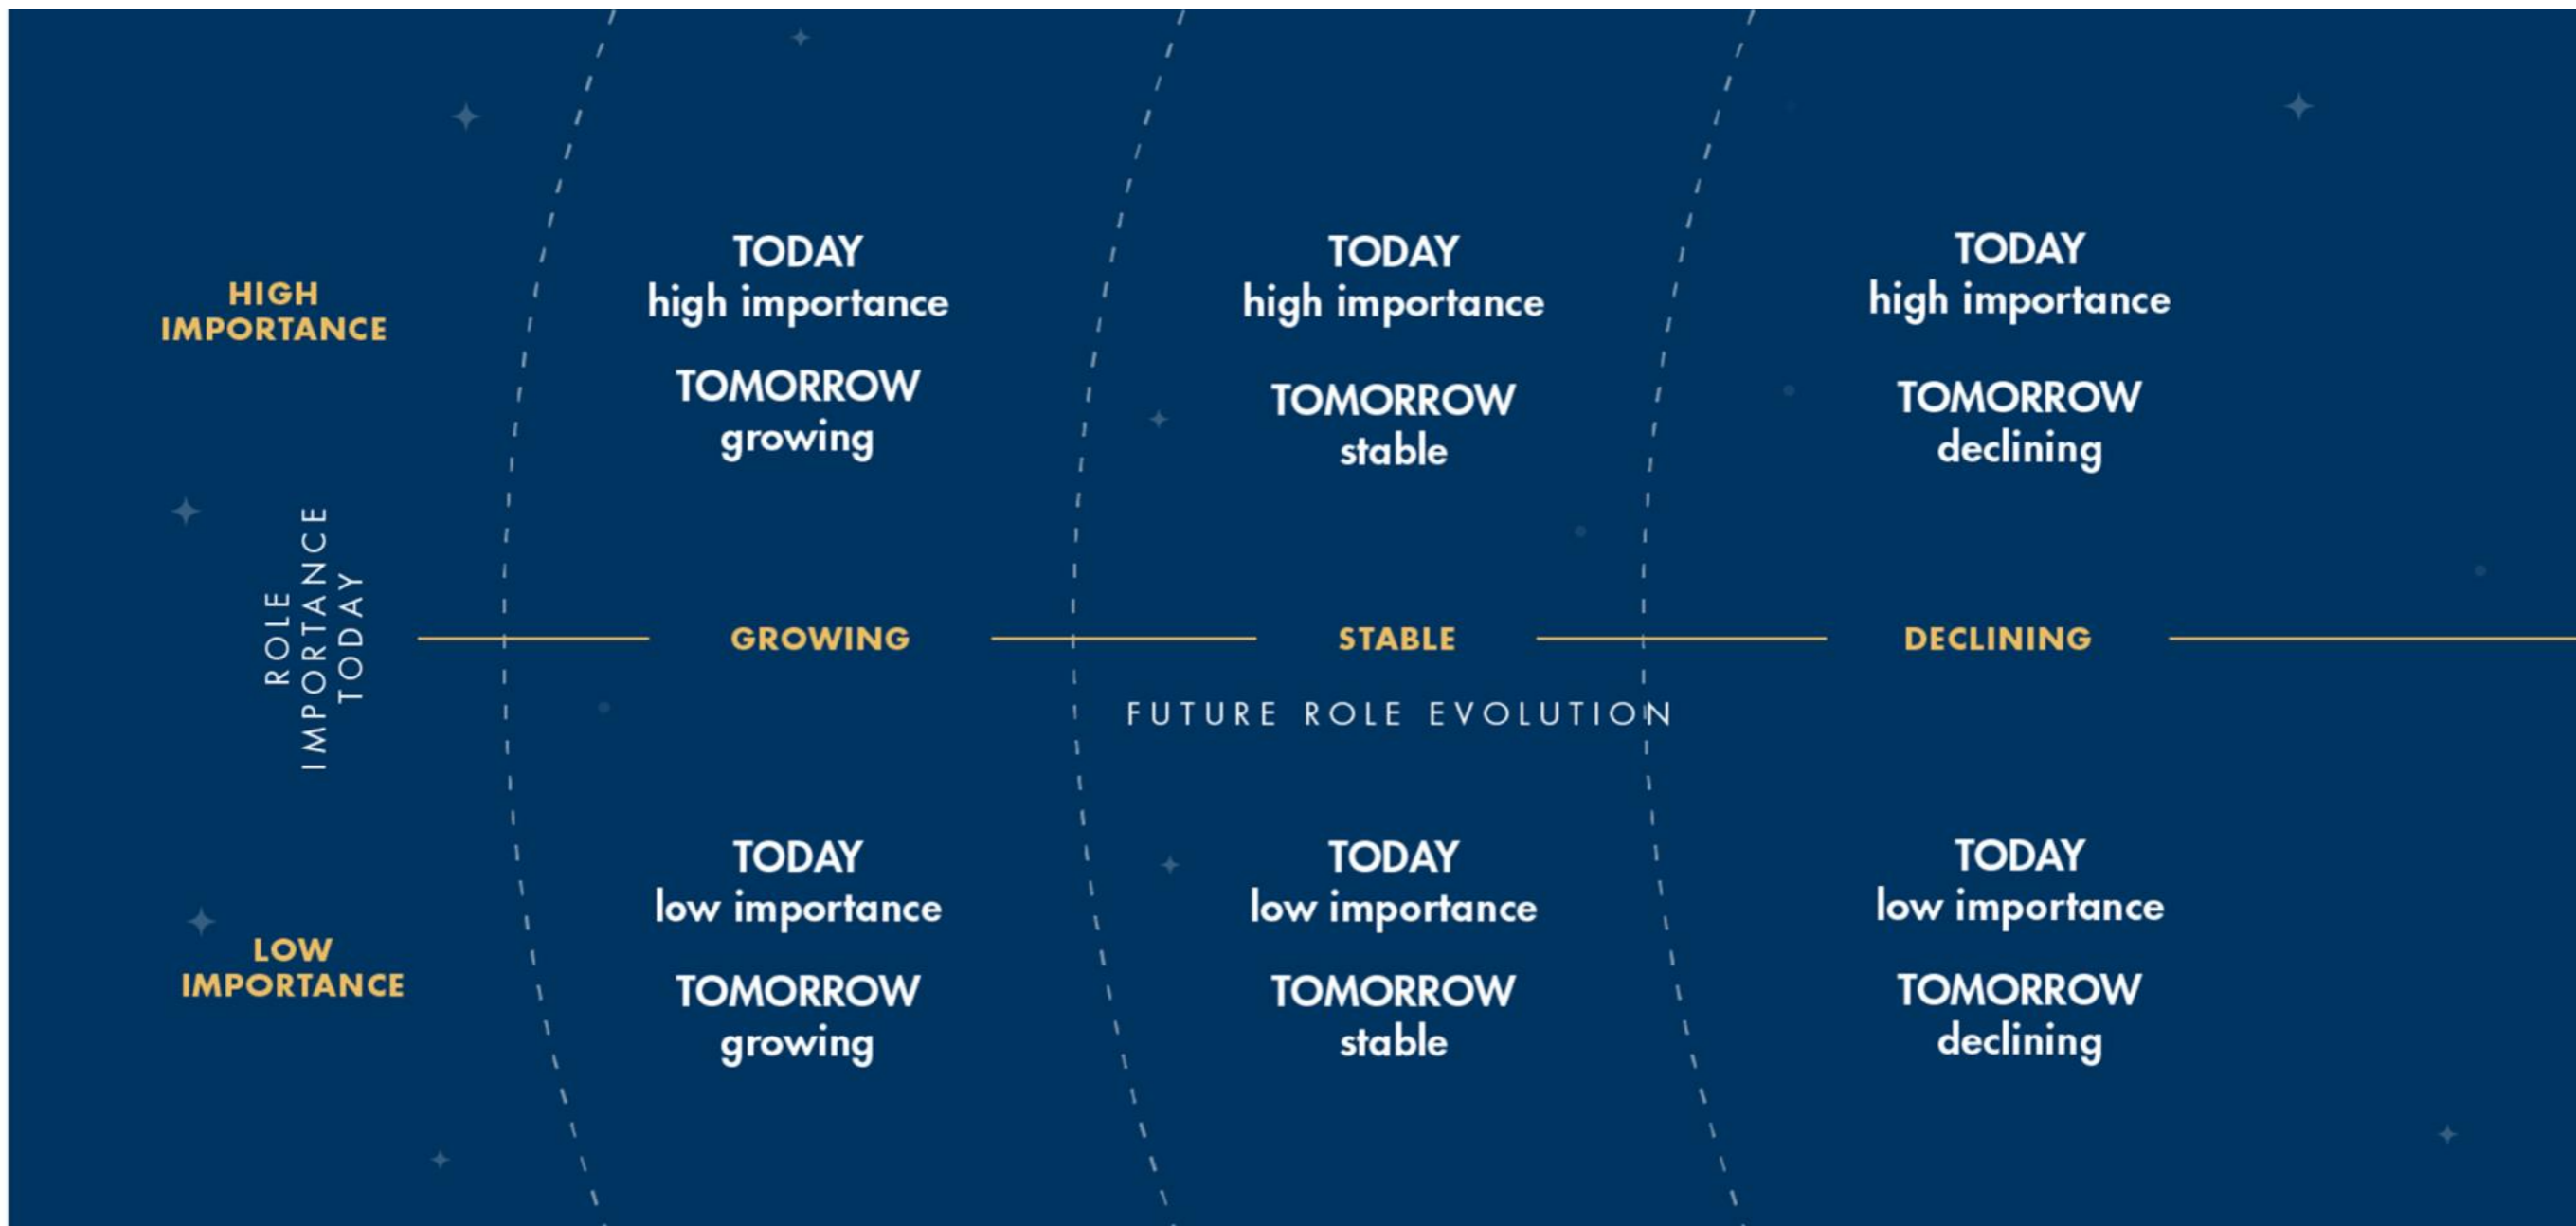 HIGH
IMPORTANCE
TODAY
high importance
TOMORROW
growing
TODAY
high importance
TOMORROW
stable
TODAY
high importance
TOMORROW
declining
ROLE
IMPORTANCE
TODAY
GROWING
STABLE
DECLINING
FUTURE ROLE EVOLUTION
LOW
IMPORTANCE
TODAY
low importance
TOMORROW
growing
TODAY
low importance
TOMORROW
stable
TODAY
low importance
TOMORROW
declining